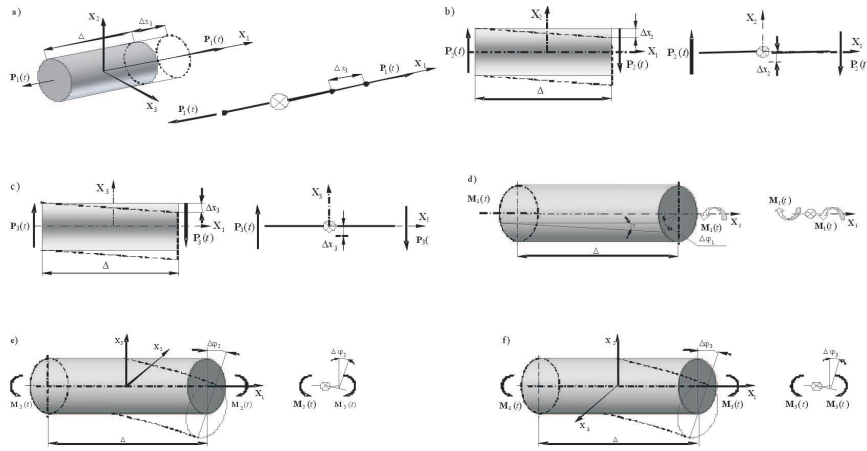 a)
X₂
Δ
Δx₁
P₁(t)
X₁
P₁(t)
X₃
Δx₁
X₁
P₁(t)
P₁(t)
b)
X₂
Δx₂
P₂(t)
X₁
P₂(t)
Δ
X₂
P₂(t)
X₁
Δx₂
P₂(t)
c)
X₃
Δx₃
P₃(t)
X₁
P₃(t)
Δ
X₃
P₃(t)
X₁
Δx₃
P₃(
d)
M₁(t)
X₁
M₁(t)
Δ
Δφ₁
M₁(t)
X₁
M₁(t)
e)
X₂
Δφ₂
X₁
M₂(t)
M₂(t)
Δ
Δφ₂
M₂(t)
M₂(t)
f)
Δφ₃
X₁
M₃(t)
M₃(t)
X₃
Δ
Δφ₃
M₃(t)
M₃(t)